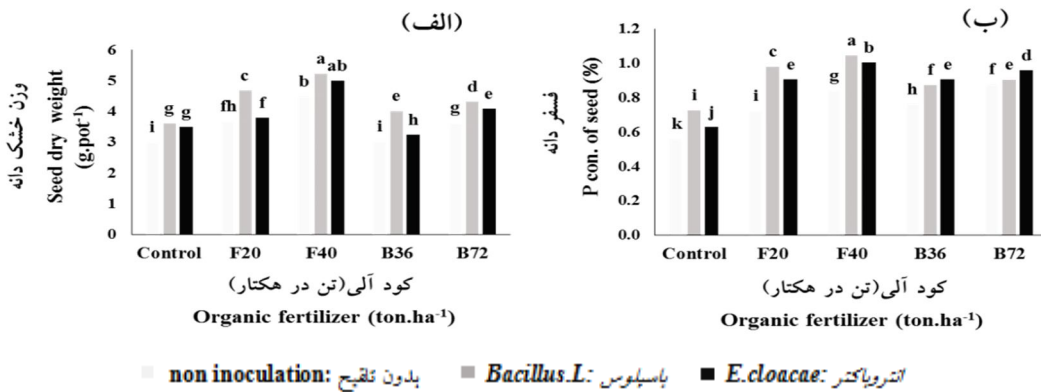 (الف)
وزن خشک دانه
Seed dry weight
(g.pot-1)
6
5
4
3
2
1
0
i g g
fh c f
b a ab
i e h
g d e
Control F20 F40 B36 B72
کود آلی(تن در هکتار)
Organic fertilizer (ton.ha-1)
(ب)
فسفر دانه
P con. of seed (%)
1.2
1.0
0.8
0.6
0.4
0.2
0.0
k i j
i c e
g a b
h f e
f e d
Control F20 F40 B36 B72
کود آلی(تن در هکتار)
Organic fertilizer (ton.ha-1)
non inoculation: بدون تلقیح Bacillus.L: باسیلوس E.cloacae: انتروباکتر